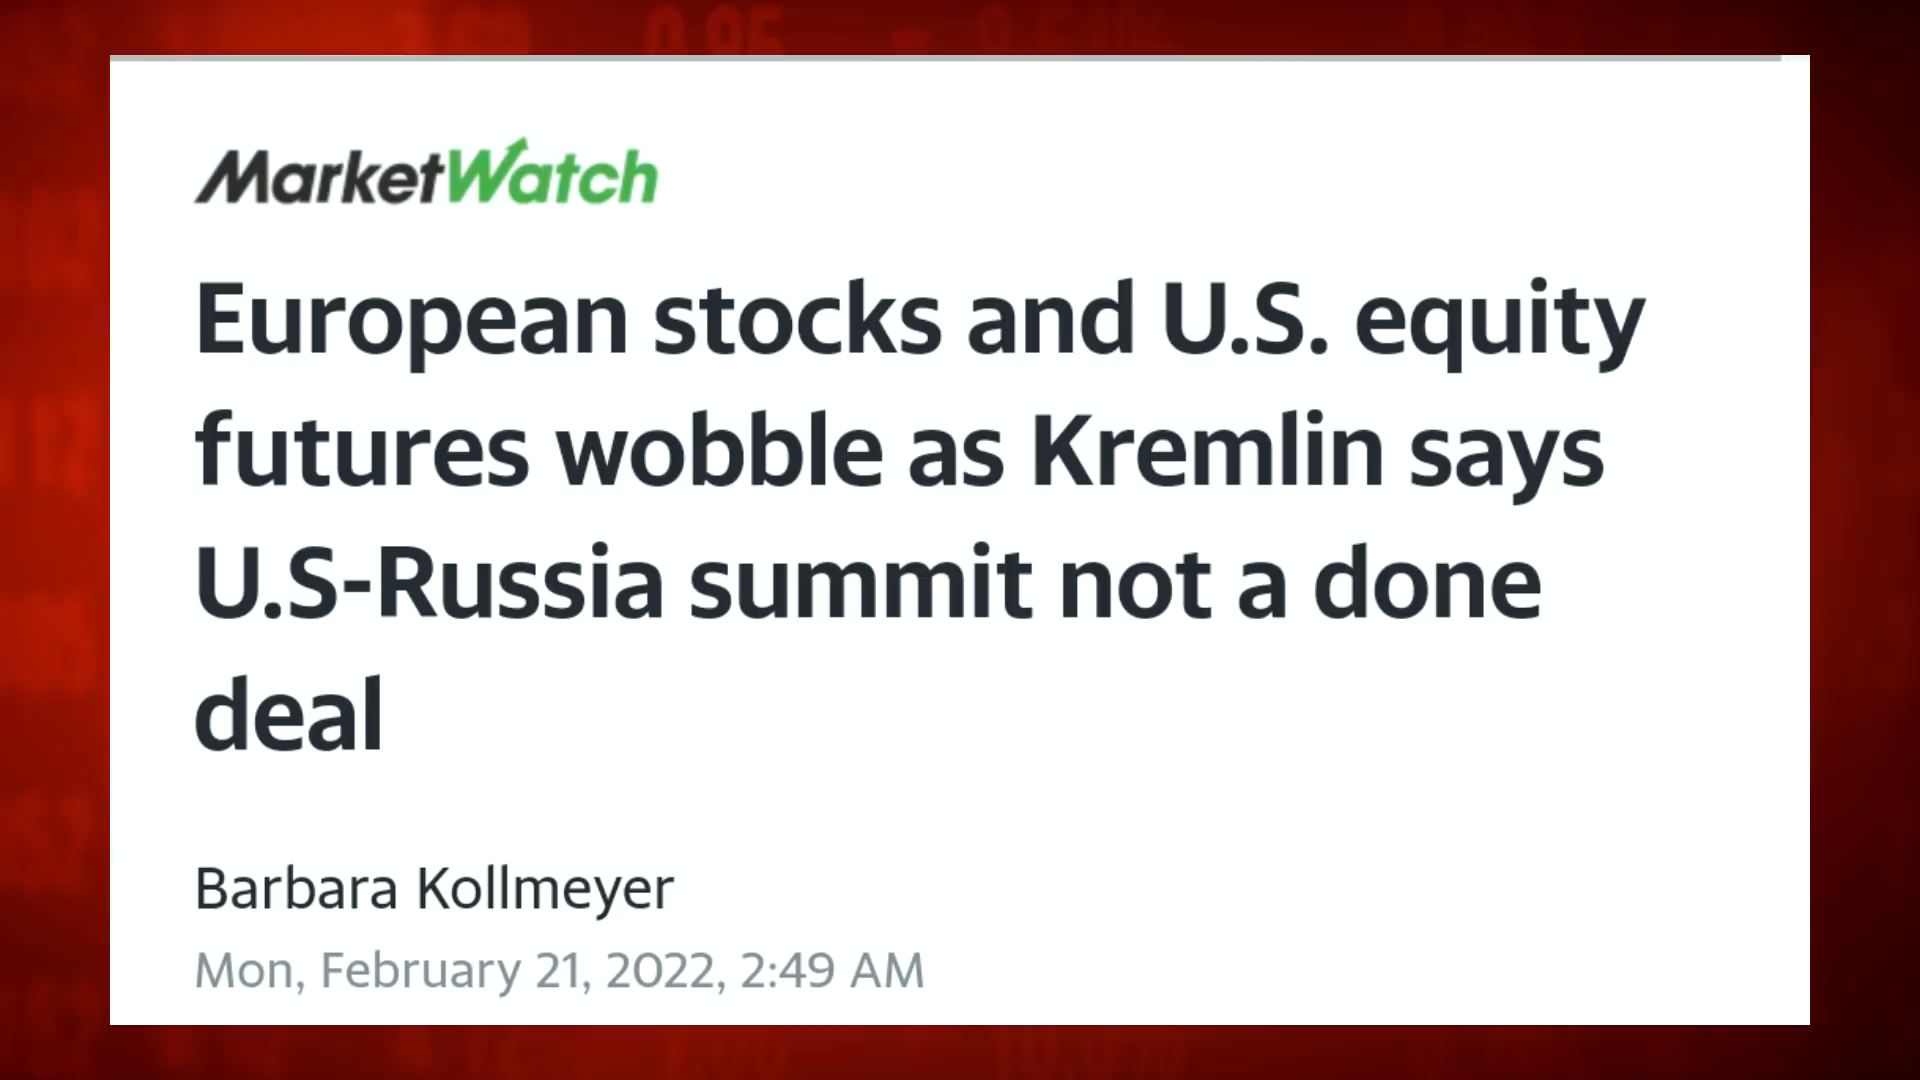 MarketWatch
European stocks and U.S. equity
futures wobble as Kremlin says
U.S-Russia summit not a done
deal
Barbara Kollmeyer
Mon, February 21, 2022, 2:49 AM